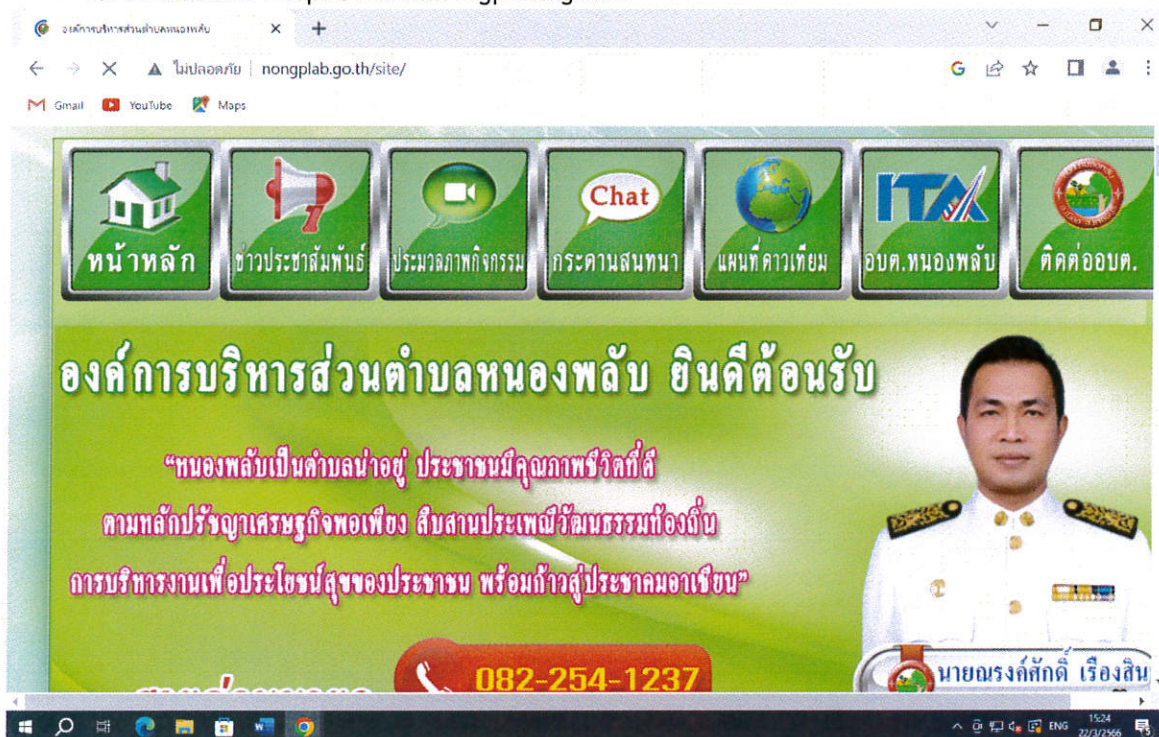 องค์การบริหารส่วนตำบลหนองพลับ
ไม่ปลอดภัย nongplab.go.th/site/
Gmail YouTube Maps
Chat
ITA
หน้าหลัก ข่าวประชาสัมพันธ์ ประมวลภาพกิจกรรม กระดานสนทนา แผนที่ดาวเทียม อบต.หนองพลับ ติดต่ออบต.
องค์การบริหารส่วนตำบลหนองพลับ ยินดีต้อนรับ
“หนองพลับเป็นตำบลน่าอยู่ ประชาชนมีคุณภาพชีวิตที่ดี
ตามหลักปรัชญาเศรษฐกิจพอเพียง สืบสานประเพณีวัฒนธรรมท้องถิ่น
การบริหารงานเพื่อประโยชน์สุขของประชาชน พร้อมก้าวสู่ประชาคมอาเซียน”
082-254-1237
นายณรงค์ศักดิ์ เรืองสิน
ENG 15:24
22/3/2566